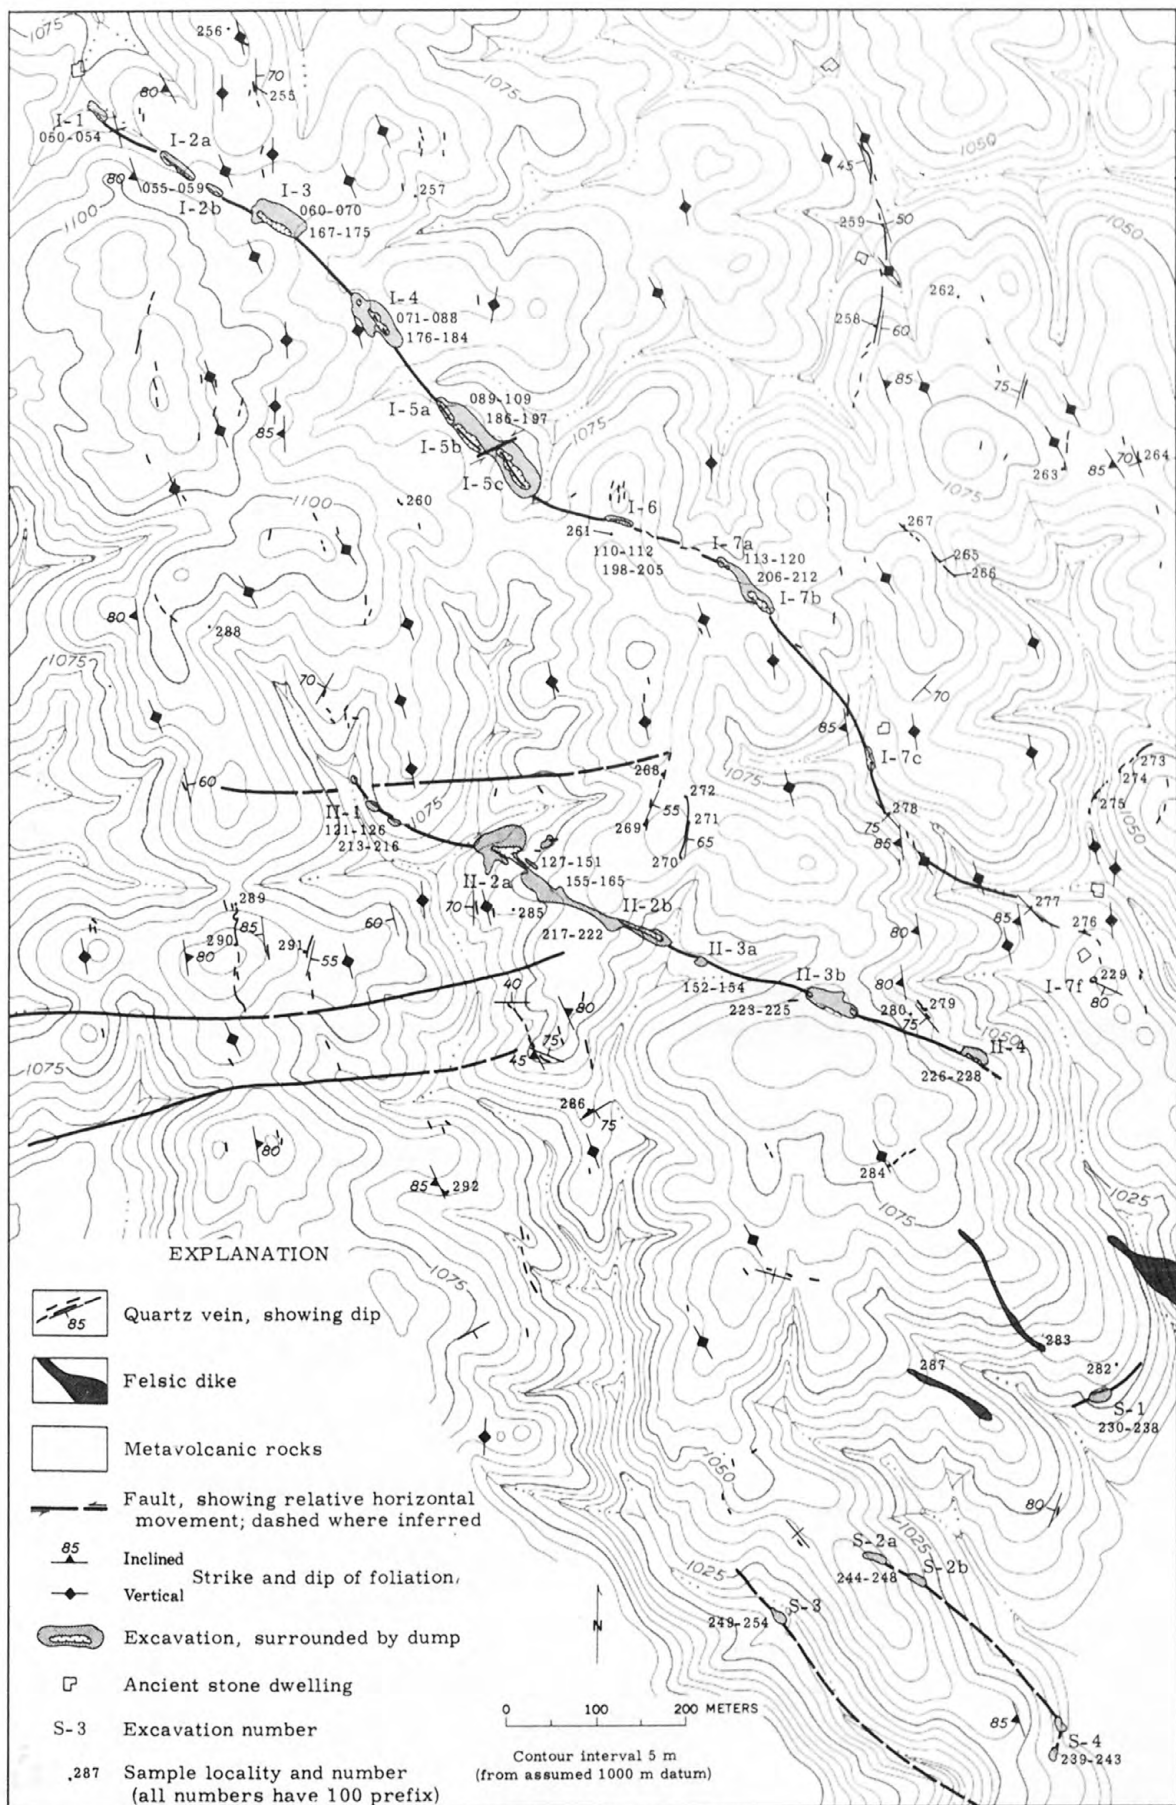 1075
256
80
70
255
1075
I-1
050-054
I-2a
80
055-059
I-2b
I-3
060-070
167-175
257
1100
45
1050
259
50
1050
I-4
071-088
176-184
262
258
60
85
75
089-109
I-5a
186-197
I-5b
1075
85
I-5c
263
85
70
264
1075
1100
260
I-6
261
110-112
198-205
I-7a
113-120
206-212
I-7b
267
265
266
80
288
1075
70
70
85
I-7c
60
268
272
273
274
275
1075
II-1
121-126
213-216
1075
55
269
271
65
270
278
75
85
1050
127-151
II-2a
155-165
70
285
II-2b
217-222
289
85
290
291
55
60
80
277
85
276
80
II-3a
152-154
II-3b
223-225
80
229
I-7f
80
40
80
280
279
75
1050
75
45
II-4
226-228
1075
286
75
80
284
85
292
1075
1025
1075
283
287
282
S-1
230-238
1050
80
S-2a
1025
S-2b
244-248
1025
S-3
249-254
85
S-4
239-243
EXPLANATION
85
Quartz vein, showing dip
Felsic dike
Metavolcanic rocks
Fault, showing relative horizontal
movement; dashed where inferred
85
Inclined
Strike and dip of foliation
Vertical
Excavation, surrounded by dump
Ancient stone dwelling
S-3 Excavation number
.287 Sample locality and number
(all numbers have 100 prefix)
N
0 100 200 METERS
Contour interval 5 m
(from assumed 1000 m datum)